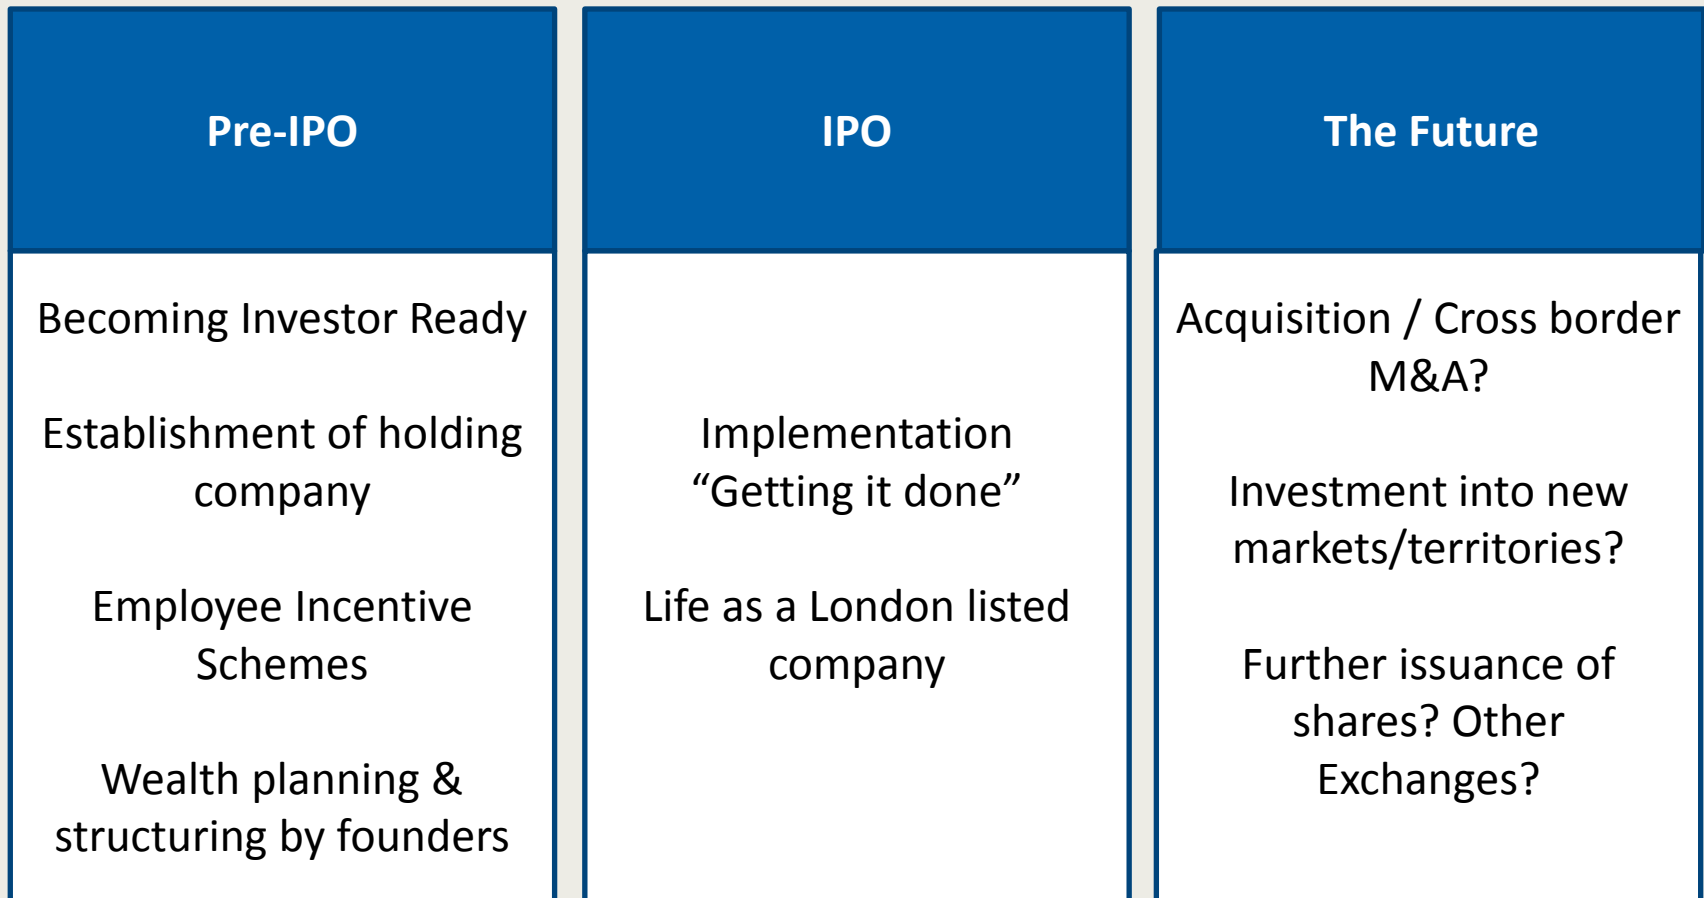 Pre-IPO
Becoming Investor Ready
Establishment of holding
company
Employee Incentive
Schemes
Wealth planning &
structuring by founders
IPO
Implementation
“Getting it done”
Life as a London listed
company
The Future
Acquisition / Cross border
M&A?
Investment into new
markets/territories?
Further issuance of
shares? Other
Exchanges?